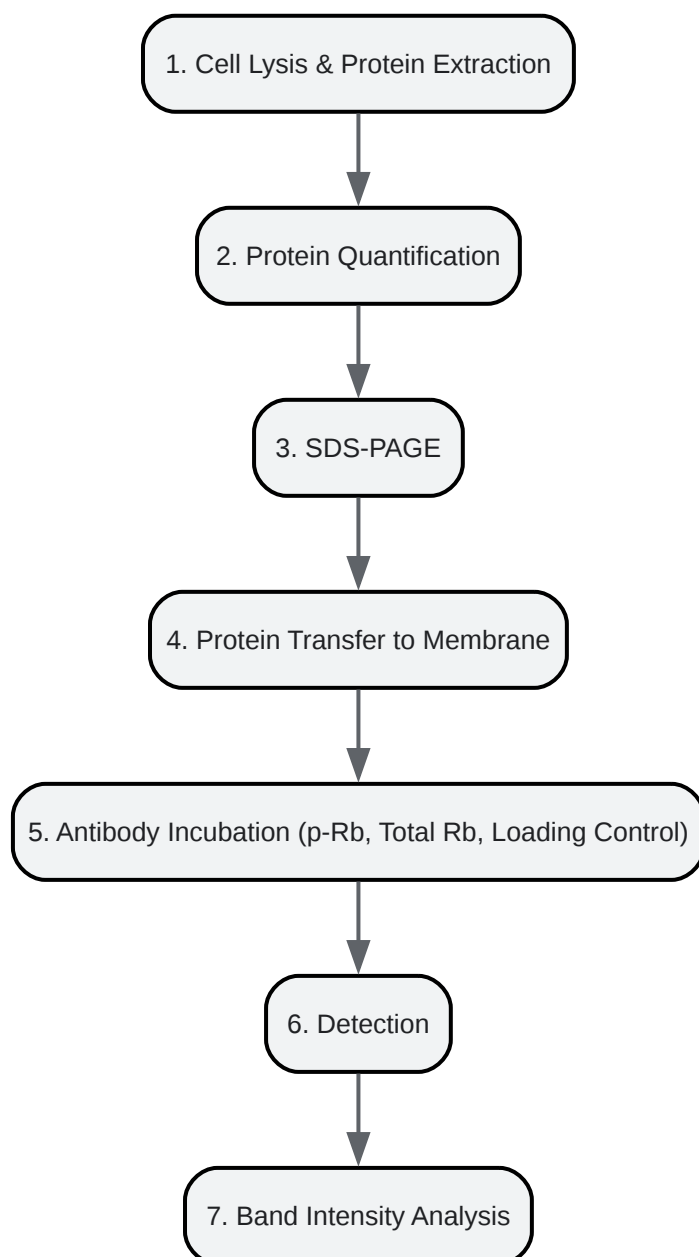 1. Cell Lysis & Protein Extraction
2. Protein Quantification
3. SDS-PAGE
4. Protein Transfer to Membrane
5. Antibody Incubation (p-Rb, Total Rb, Loading Control)
6. Detection
7. Band Intensity Analysis